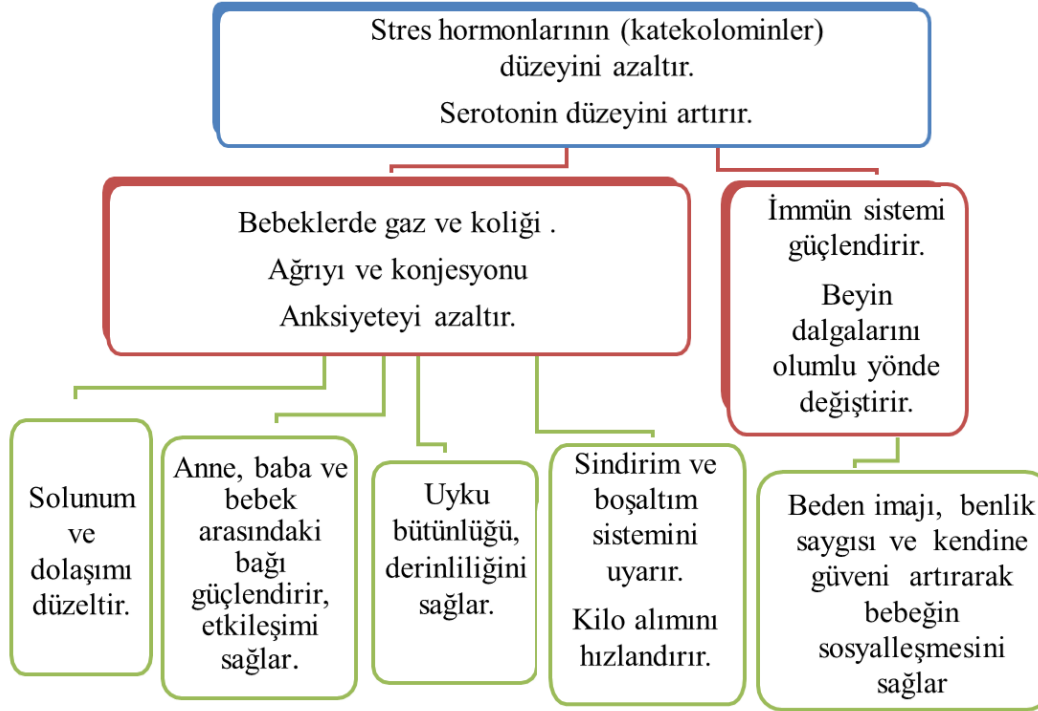 Stres hormonlarının (katekolominler)
düzeyini azaltır.
Serotonin düzeyini artırır.
Bebeklerde gaz ve koliği .
Ağrıyı ve konjesyonu
Anksiyeteyi azaltır.
İmmün sistemi
güçlendirir.
Beyin
dalgalarını
olumlu yönde
değiştirir.
Solunum
ve
dolaşımı
düzeltir.
Anne, baba ve
bebek
arasındaki
bağı
güçlendirir,
etkileşimi
sağlar.
Uyku
bütünlüğü,
derinliliğini
sağlar.
Sindirim ve
boşaltım
sistemini
uyarır.
Kilo alımını
hızlandırır.
Beden imajı, benlik
saygısı ve kendine
güveni artırarak
bebeğin
sosyalleşmesini
sağlar